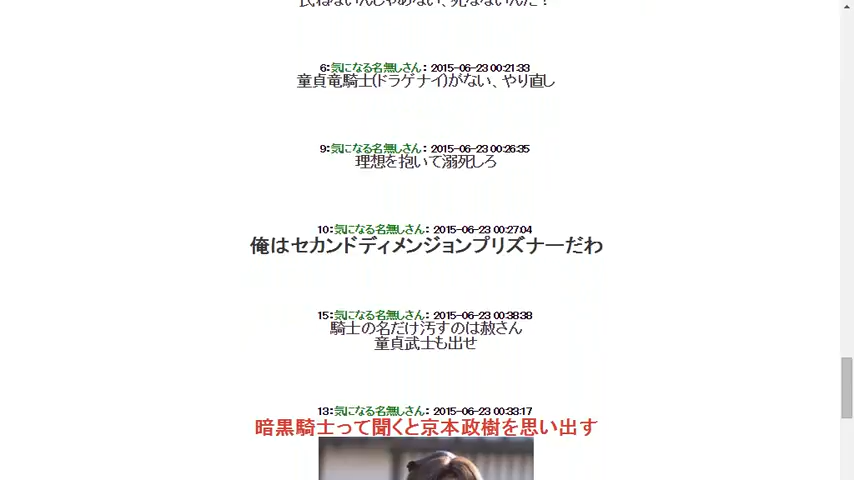 6:気になる名無しさん: 2015-06-23 00:21:33
童貞竜騎士(ドラゲナイ)がない、やり直し
9:気になる名無しさん: 2015-06-23 00:26:35
理想を抱いて溺死しろ
10:気になる名無しさん: 2015-06-23 00:27:04
俺はセカンドディメンジョンプリズナーだわ
15:気になる名無しさん: 2015-06-23 00:38:38
騎士の名だけ汚すのは赦さん
童貞武士も出せ
13:気になる名無しさん: 2015-06-23 00:33:17
暗黒騎士って聞くと京本政樹を思い出す